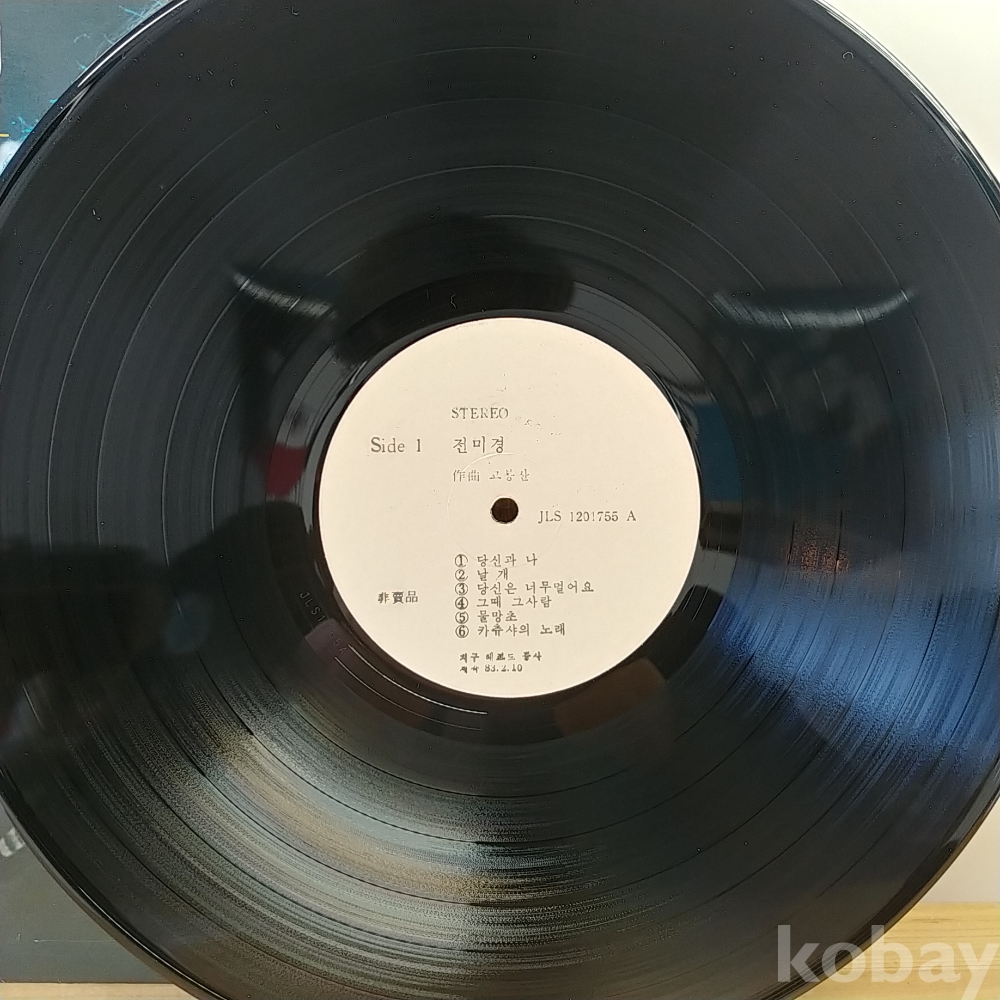 STEREO
Side 1 전미경
作曲 고봉산
JLS 1201755 A
① 당신과 나
② 날개
③ 당신은 너무멀어요
非賣品
④ 그때 그사람
⑤ 물망초
⑥ 카츄샤의 노래
지구 레코드 공사
제작 83.2.10
kobay